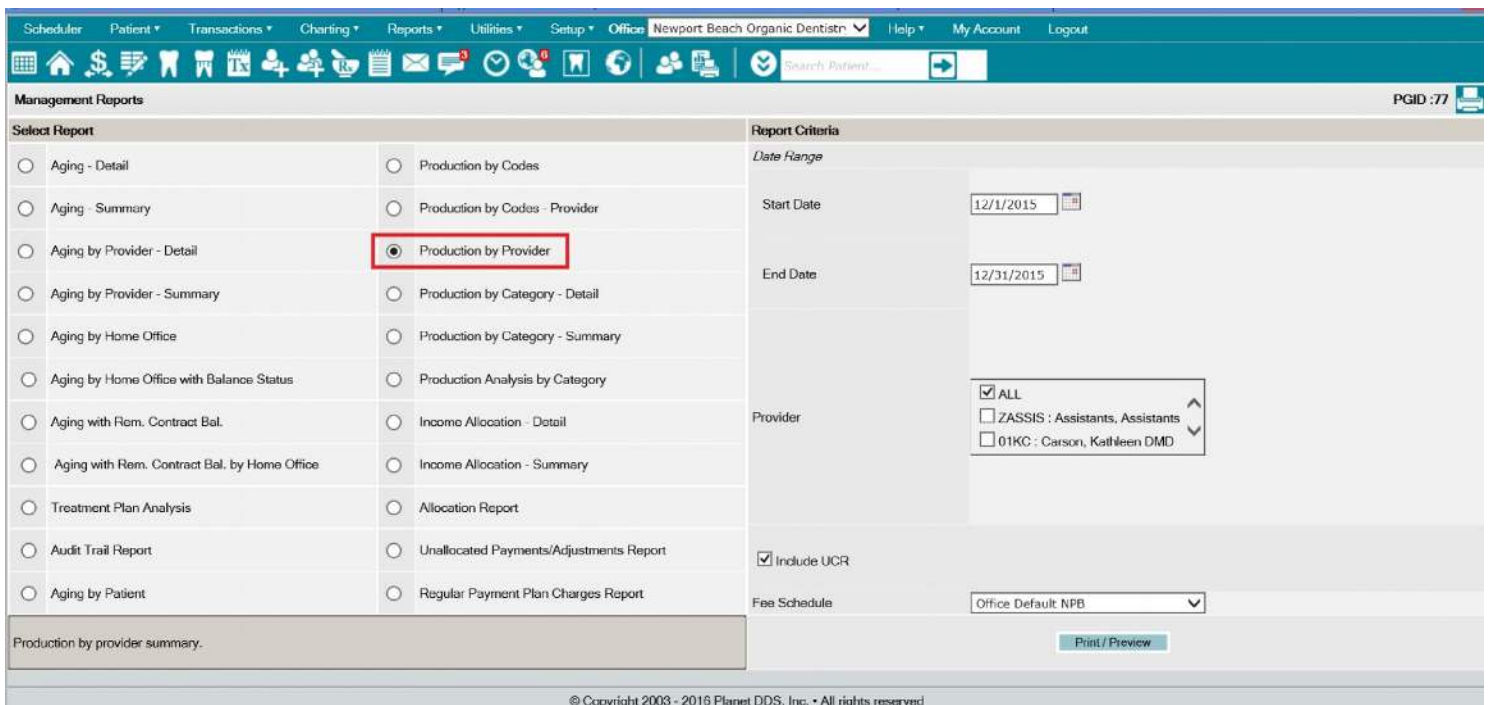 Scheduler Patient Transactions Charting Reports Utilities Setup Office Newport Beach Organic Dentistr Help My Account Logout
Tx Rx 3 6 Search Patient...
Management Reports PGID :77
Select Report Report Criteria
Aging - Detail Production by Codes Date Range
Aging - Summary Production by Codes - Provider Start Date 12/1/2015
Aging by Provider - Detail Production by Provider
End Date 12/31/2015
Aging by Provider - Summary Production by Category - Detail
Aging by Home Office Production by Category - Summary
Aging by Home Office with Balance Status Production Analysis by Category
ALL
Aging with Rem. Contract Bal. Income Allocation - Detail Provider ZASSIS : Assistants, Assistants
01KC : Carson, Kathleen DMD
Aging with Rem. Contract Bal. by Home Office Income Allocation - Summary
Treatment Plan Analysis Allocation Report
Audit Trail Report Unallocated Payments/Adjustments Report Include UCR
Aging by Patient Regular Payment Plan Charges Report Fee Schedule Office Default NPB
Production by provider summary. Print / Preview
© Copyright 2003 - 2016 Planet DDS, Inc. • All rights reserved